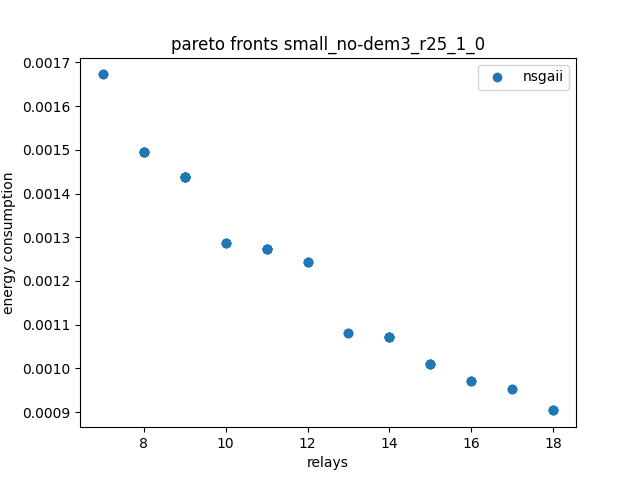 pareto fronts small_no-dem3_r25_1_0
nsgaii
0.0017
0.0016
0.0015
0.0014
0.0013
0.0012
0.0011
0.0010
0.0009
energy consumption
8 10 12 14 16 18
relays